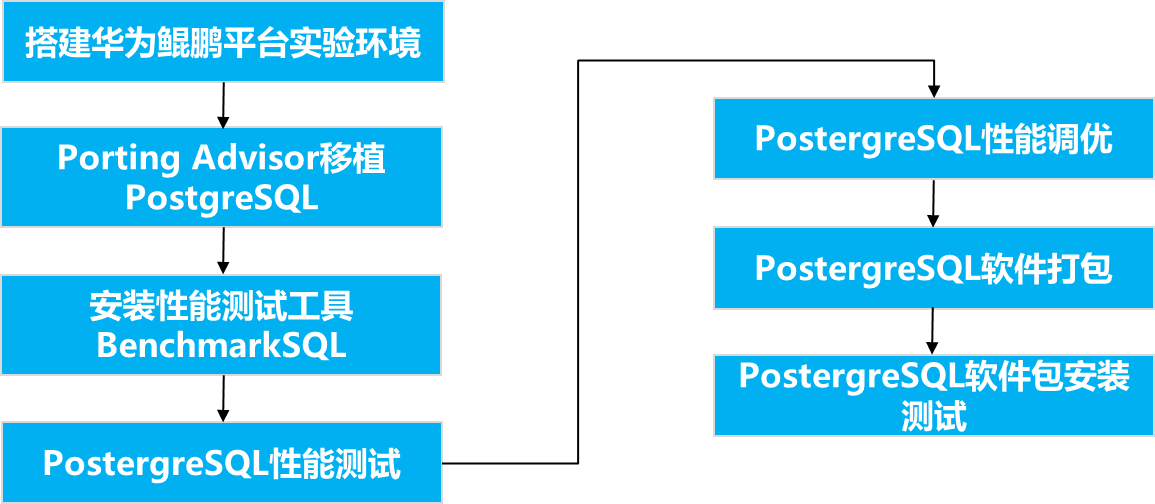 搭建华为鲲鹏平台实验环境
Porting Advisor移植
PostgreSQL
安装性能测试工具
BenchmarkSQL
PostergreSQL性能测试
PostergreSQL性能调优
PostergreSQL软件打包
PostergreSQL软件包安装
测试